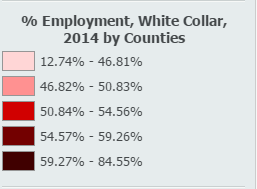 % Employment, White Collar,
2014 by Counties
12.74% - 46.81%
46.82% - 50.83%
50.84% - 54.56%
54.57% - 59.26%
59.27% - 84.55%